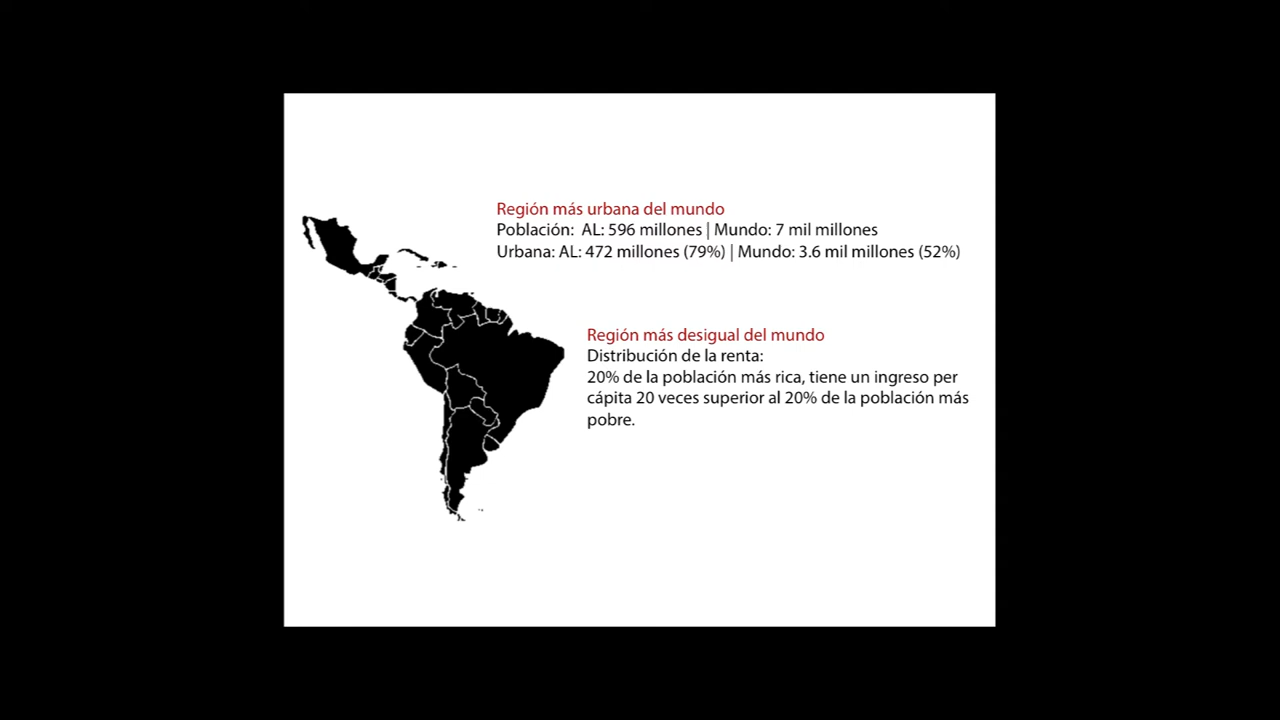 Región más urbana del mundo
Población: AL: 596 millones | Mundo: 7 mil millones
Urbana: AL: 472 millones (79%) | Mundo: 3.6 mil millones (52%)
Región más desigual del mundo
Distribución de la renta:
20% de la población más rica, tiene un ingreso per
cápita 20 veces superior al 20% de la población más
pobre.